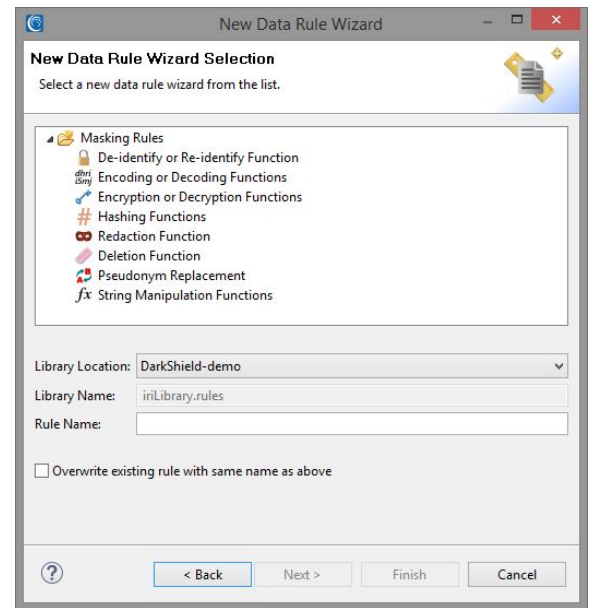 New Data Rule Wizard
New Data Rule Wizard Selection
Select a new data rule wizard from the list.
Masking Rules
De-identify or Re-identify Function
dhri
iSmj
Encoding or Decoding Functions
Encryption or Decryption Functions
# Hashing Functions
Redaction Function
Deletion Function
A B Pseudonym Replacement
fx String Manipulation Functions
Library Location: DarkShield-demo
Library Name: iriLibrary.rules
Rule Name:
Overwrite existing rule with same name as above
? < Back Next > Finish Cancel